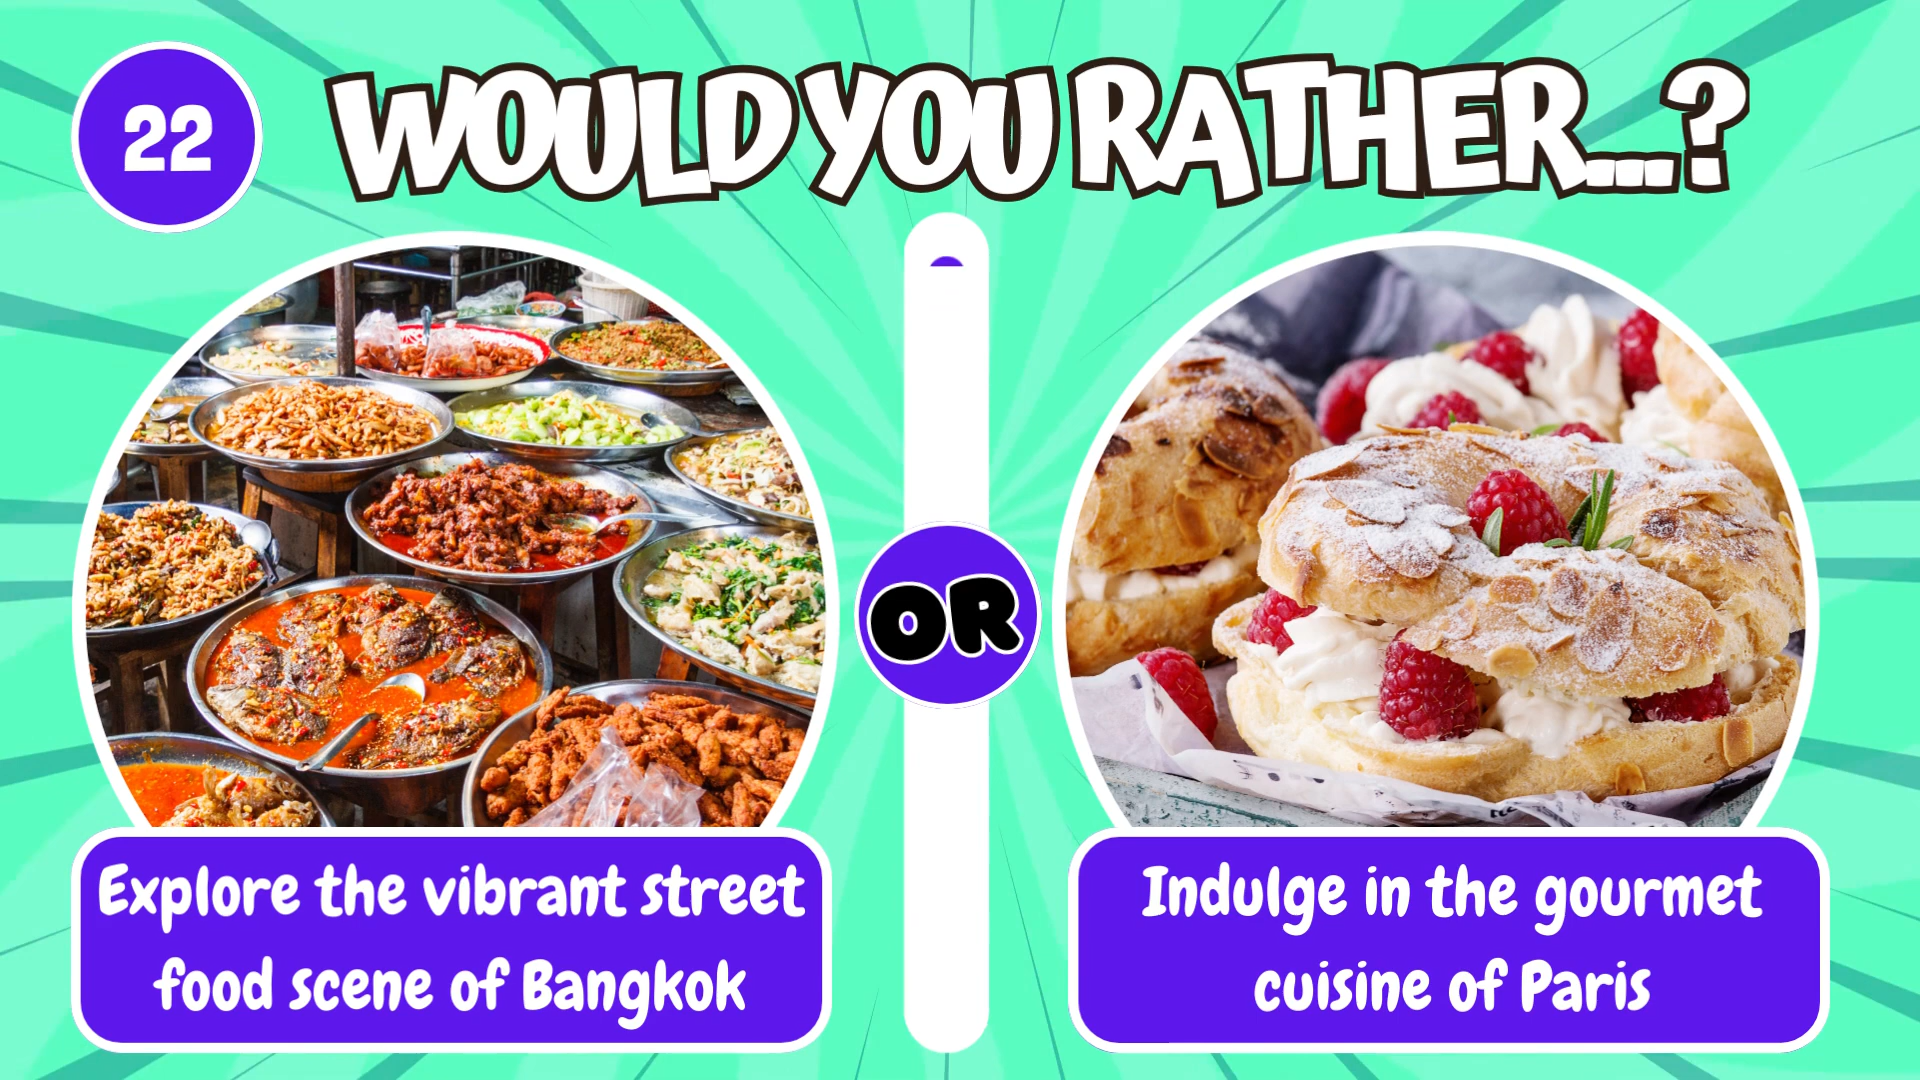 22
WOULD YOU RATHER...?
OR
Explore the vibrant street
food scene of Bangkok
Indulge in the gourmet
cuisine of Paris